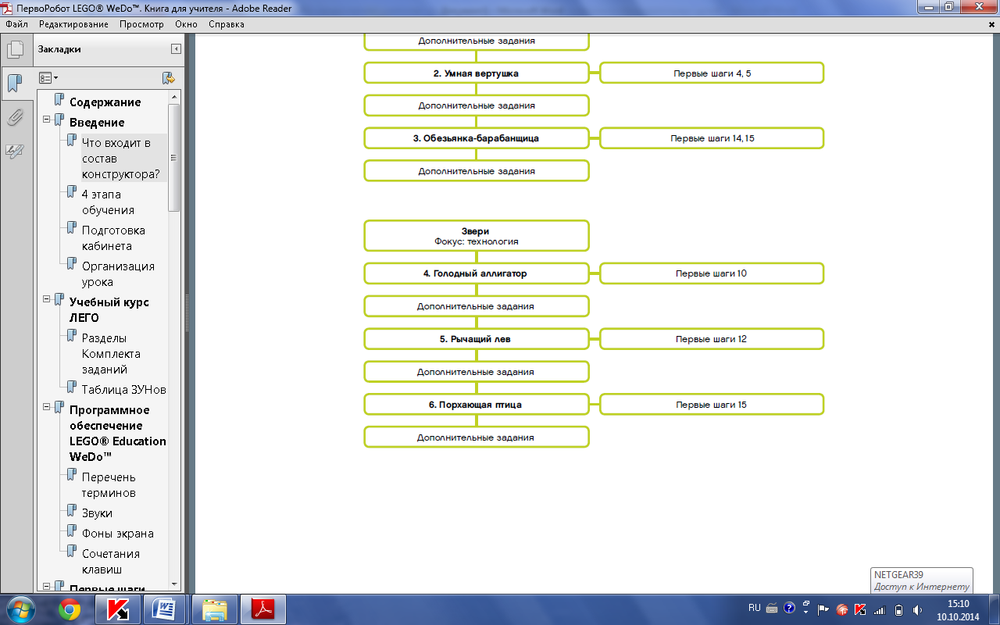 ПервоРобот LEGO® WeDo™. Книга для учителя - Adobe Reader
Файл Редактирование Просмотр Окно Справка
Закладки
Содержание
Введение
Что входит в
состав
конструктора?
4 этапа
обучения
Подготовка
кабинета
Организация
урока
Учебный курс
ЛЕГО
Разделы
Комплекта
заданий
Таблица ЗУНов
Программное
обеспечение
LEGO® Education
WeDo™
Перечень
терминов
Звуки
Фоны экрана
Сочетания
клавиш
Первые шаги
Дополнительные задания
2. Умная вертушка
Первые шаги 4, 5
Дополнительные задания
3. Обезьянка-барабанщица
Первые шаги 14, 15
Дополнительные задания
Звери
Фокус: технология
4. Голодный аллигатор
Первые шаги 10
Дополнительные задания
5. Рычащий лев
Первые шаги 12
Дополнительные задания
6. Порхающая птица
Первые шаги 15
Дополнительные задания
NETGEAR39
Доступ к Интернету
RU
15:10
10.10.2014